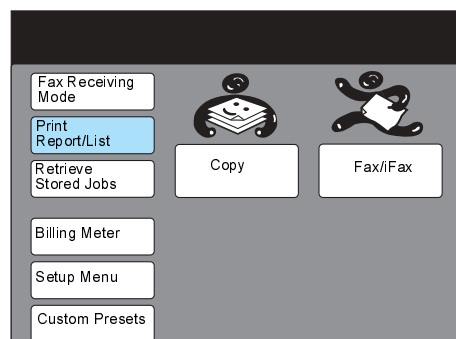 Fax Receiving
Mode
Print
Report/List
Retrieve
Stored Jobs
Billing Meter
Setup Menu
Custom Presets
Copy
Fax/iFax